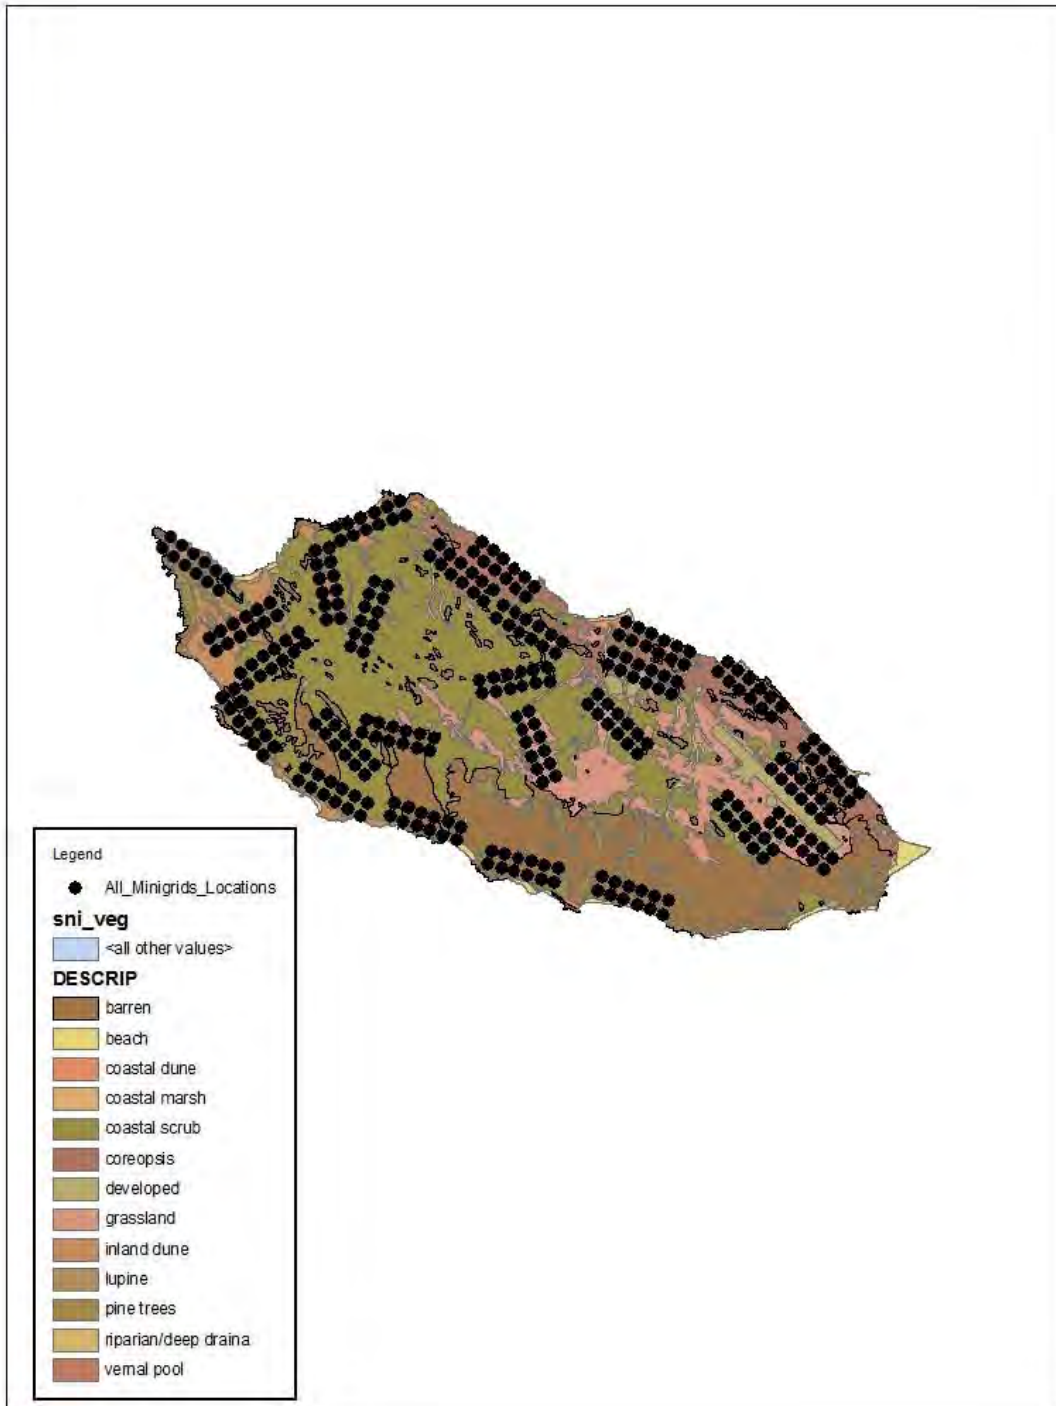 Legend
All_Minigrids_Locations
sni_veg
<all other values>
DESCRIP
barren
beach
coastal dune
coastal marsh
coastal scrub
coreopsis
developed
grassland
inland dune
lupine
pine trees
riparian/deep draina
vernal pool